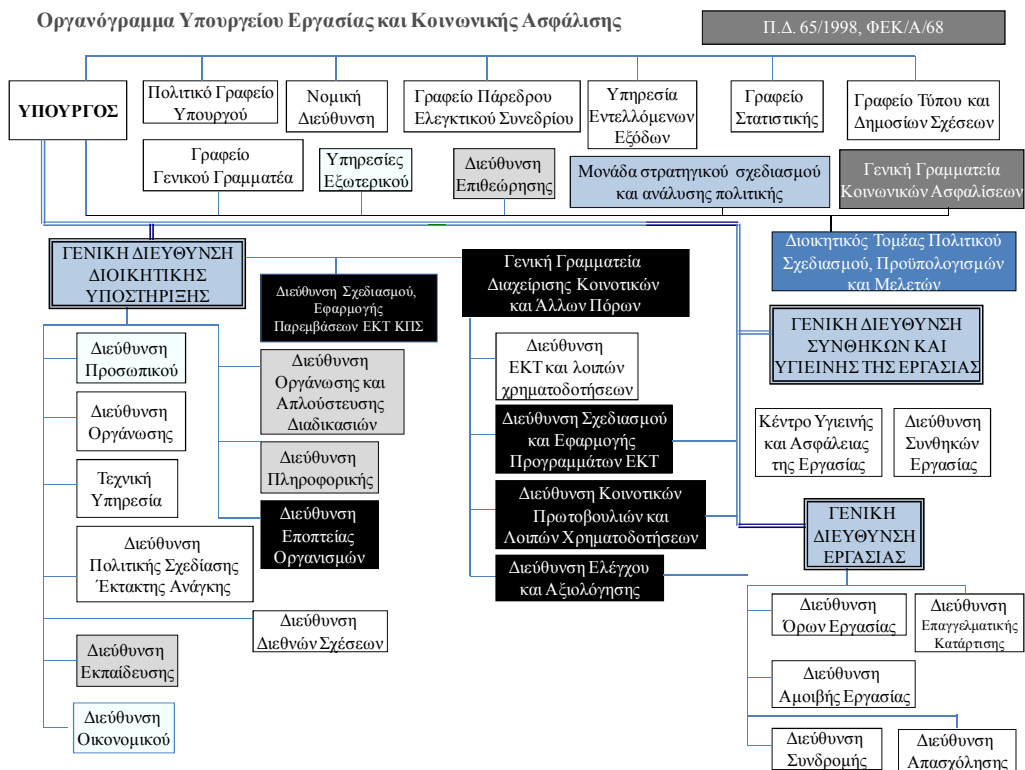 Οργανόγραμμα Υπουργείου Εργασίας και Κοινωνικής Ασφάλισης
Π.Δ. 65/1998, ΦΕΚ/Α/68
ΥΠΟΥΡΓΟΣ
Πολιτικό Γραφείο
Υπουργού
Νομική
Διεύθυνση
Γραφείο Πάρεδρου
Ελεγκτικού Συνεδρίου
Υπηρεσία
Εντελλόμενων
Εξόδων
Γραφείο
Στατιστικής
Γραφείο Τύπου και
Δημοσίων Σχέσεων
Γραφείο
Γενικού Γραμματέα
Υπηρεσίες
Εξωτερικού
Διεύθυνση
Επιθεώρησης
Μονάδα στρατηγικού σχεδιασμού
και ανάλυσης πολιτικής
Γενική Γραμματεία
Κοινωνικών Ασφαλίσεων
ΓΕΝΙΚΗ ΔΙΕΥΘΥΝΣΗ
ΔΙΟΙΚΗΤΙΚΗΣ
ΥΠΟΣΤΗΡΙΞΗΣ
Διεύθυνση Σχεδιασμού,
Εφαρμογής
Παρεμβάσεων ΕΚΤ ΚΠΣ
Γενική Γραμματεία
Διαχείρισης Κοινοτικών
και Άλλων Πόρων
Διοικητικός Τομέας Πολιτικού
Σχεδιασμού, Προϋπολογισμών
και Μελετών
ΓΕΝΙΚΗ ΔΙΕΥΘΥΝΣΗ
ΣΥΝΘΗΚΩΝ ΚΑΙ
ΥΓΙΕΙΝΗΣ ΤΗΣ ΕΡΓΑΣΙΑΣ
Διεύθυνση
Προσωπικού
Διεύθυνση
Οργάνωσης και
Απλούστευσης
Διαδικασιών
Διεύθυνση
ΕΚΤ και λοιπών
χρηματοδοτήσεων
Διεύθυνση
Οργάνωσης
Διεύθυνση Σχεδιασμού
και Εφαρμογής
Προγραμμάτων ΕΚΤ
Κέντρο Υγιεινής
και Ασφάλειας
της Εργασίας
Διεύθυνση
Συνθηκών
Εργασίας
Τεχνική
Υπηρεσία
Διεύθυνση
Πληροφορικής
Διεύθυνση
Εποπτείας
Οργανισμών
Διεύθυνση Κοινοτικών
Πρωτοβουλιών και
Λοιπών Χρηματοδοτήσεων
ΓΕΝΙΚΗ
ΔΙΕΥΘΥΝΣΗ
ΕΡΓΑΣΙΑΣ
Διεύθυνση
Πολιτικής Σχεδίασης
Έκτακτης Ανάγκης
Διεύθυνση Ελέγχου
και Αξιολόγησης
Διεύθυνση
Διεθνών Σχέσεων
Διεύθυνση
Όρων Εργασίας
Διεύθυνση
Επαγγελματικής
Κατάρτισης
Διεύθυνση
Εκπαίδευσης
Διεύθυνση
Αμοιβής Εργασίας
Διεύθυνση
Οικονομικού
Διεύθυνση
Συνδρομής
Διεύθυνση
Απασχόλησης